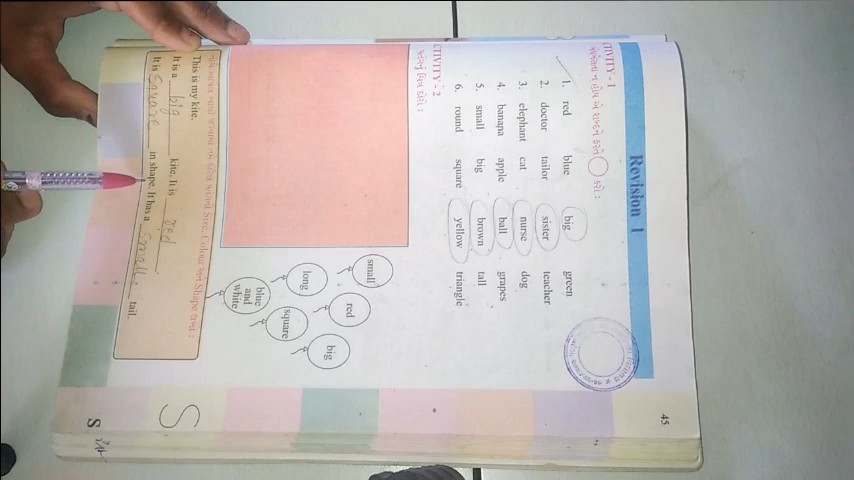 45
Revision 1
CTIVITY - 1
1. red blue big green
2. doctor tailor sister teacher
3. elephant cat nurse dog
4. banana apple ball grapes
5. small big brown tall
6. round square yellow triangle
CTIVITY - 2
small
red
big
long
square
blue and white
This is my kite.
It is a big kite. It is red.
It is square in shape. It has a small tail.
S
S